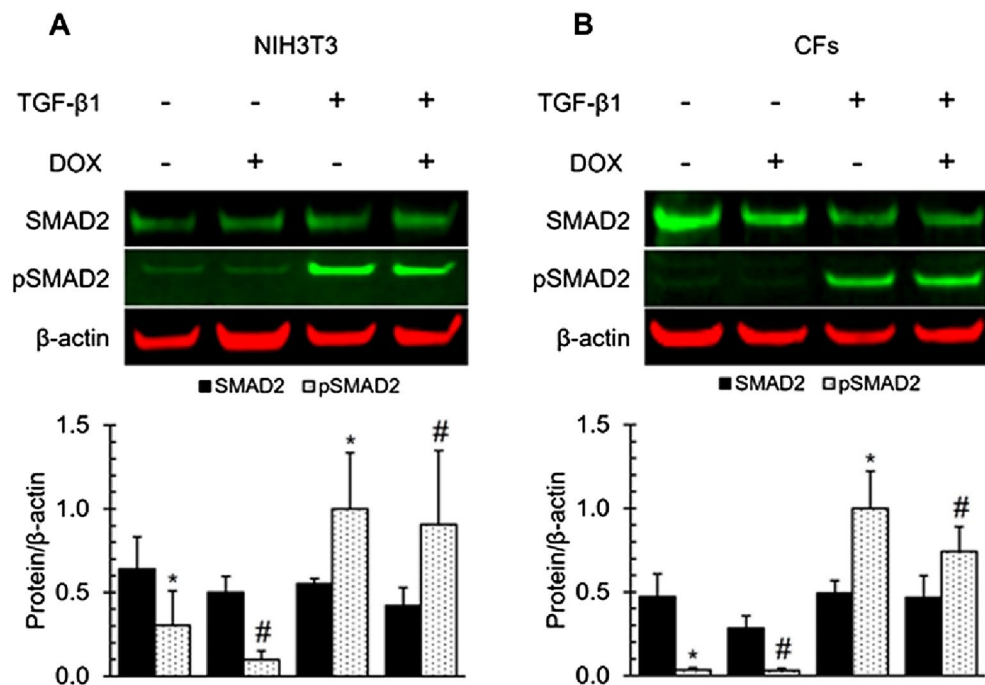 A
NIH3T3
TGF-β1 - - + +
DOX - + - +
SMAD2
pSMAD2
β-actin
SMAD2 pSMAD2
Protein/β-actin
1.5
1.0
0.5
0.0
* # * #
B
CFs
TGF-β1 - - + +
DOX - + - +
SMAD2
pSMAD2
β-actin
SMAD2 pSMAD2
Protein/β-actin
1.5
1.0
0.5
0.0
* # * #